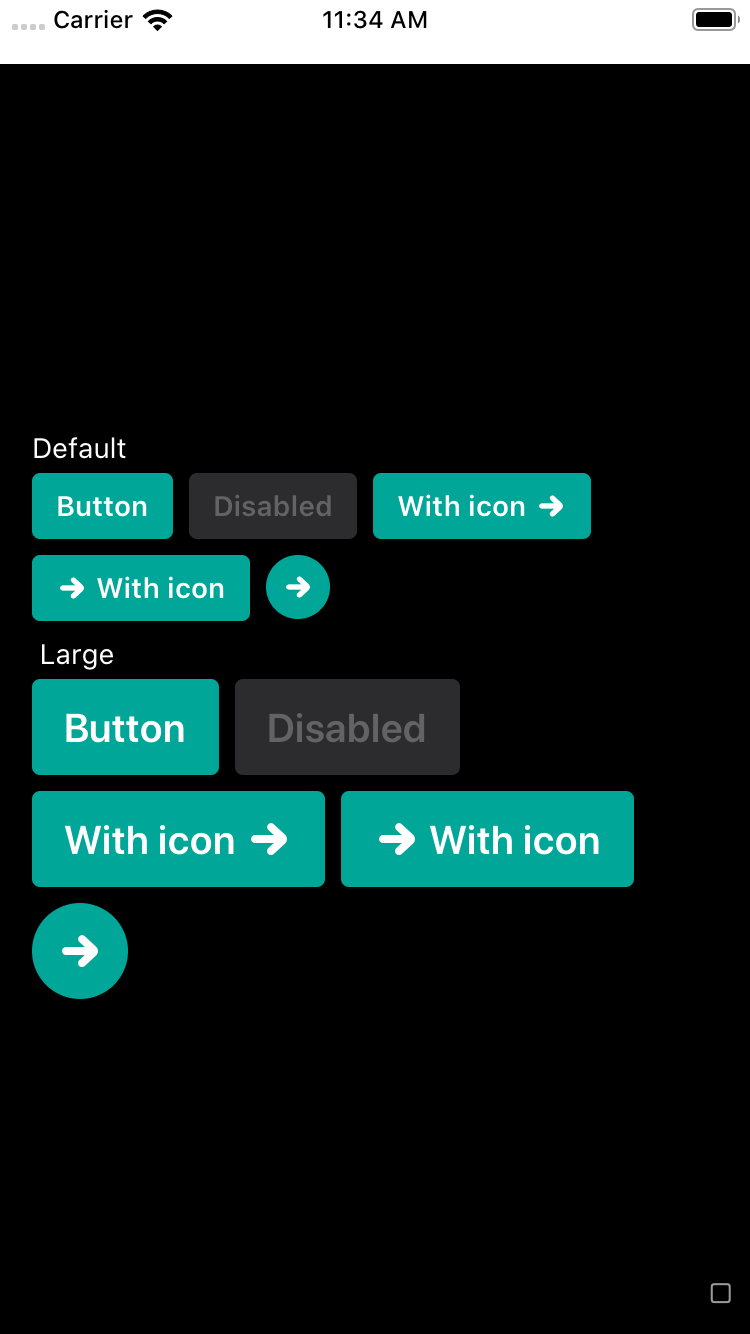 Carrier 11:34 AM
Default
Button Disabled With icon
With icon
Large
Button Disabled
With icon With icon